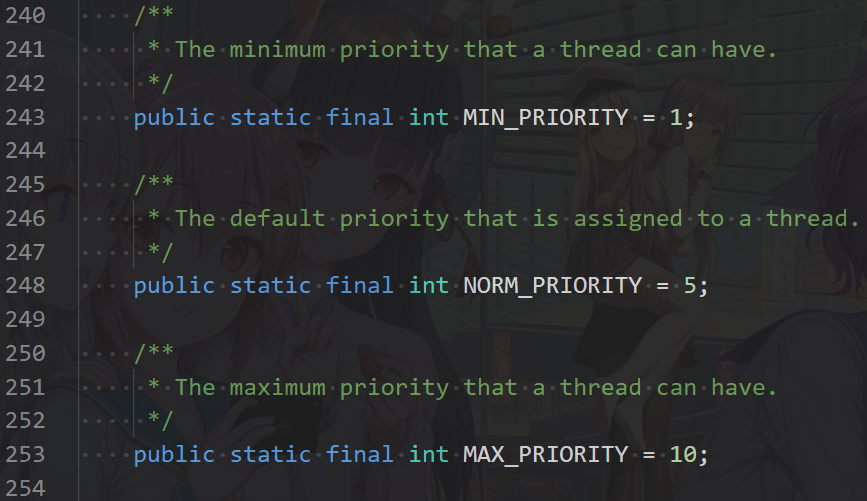 240 /**
241 * The minimum priority that a thread can have.
242 */
243 public static final int MIN_PRIORITY = 1;
244
245 /**
246 * The default priority that is assigned to a thread.
247 */
248 public static final int NORM_PRIORITY = 5;
249
250 /**
251 * The maximum priority that a thread can have.
252 */
253 public static final int MAX_PRIORITY = 10;
254